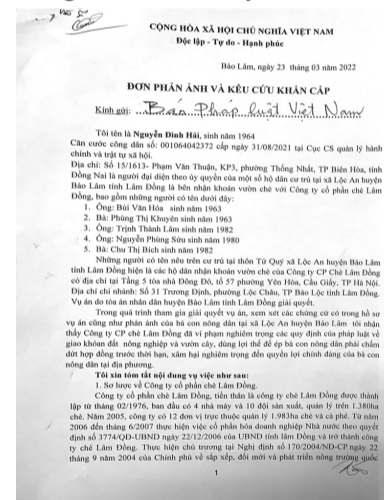 CỘNG HÒA XÃ HỘI CHỦ NGHĨA VIỆT NAM
Độc lập - Tự do - Hạnh phúc
Bảo Lâm, ngày 23 tháng 03 năm 2022
ĐƠN PHẢN ÁNH VÀ KÊU CỨU KHẨN CẤP
Kính gửi: Báo Pháp luật Việt Nam
Tôi tên là Nguyễn Đình Hải, sinh năm 1964
Căn cước công dân số: 001064042372 cấp ngày 31/08/2021 tại Cục CS quản lý hành
chính và trật tự xã hội.
Địa chỉ: Số 15/1613- Phạm Văn Thuận, KP3, phường Thống Nhất, TP Biên Hòa, tỉnh
Đồng Nai là người đại diện theo ủy quyền của một số hộ dân cư trú tại xã Lộc An huyện
Bảo Lâm tỉnh Lâm Đồng là bên nhận khoán vườn chè với Công ty cổ phần chè Lâm
Đồng, bao gồm những người có tên dưới đây:
1. Ông: Bùi Văn Hóa sinh năm 1963
2. Bà: Phùng Thị Khuyên sinh năm 1963
3. Ông: Trịnh Thành Lâm sinh năm 1982
4. Ông: Nguyễn Phùng Sửu sinh năm 1980
5. Bà: Chu Thị Bích sinh năm 1982
Những người có tên nêu trên cư trú tại thôn Tứ Quý xã Lộc An huyện Bảo Lâm
tỉnh Lâm Đồng hiện là các hộ dân nhận khoán vườn chè của Công ty CP Chè Lâm Đồng
có địa chỉ tại Tầng 5 tòa nhà Đông Đô, lô 57 phường Yên Hòa, Cầu Giấy, TP Hà Nội.
Địa chỉ chi nhánh: Số 31 Trương Định, phường Lộc Châu, TP Bảo Lộc tỉnh Lâm Đồng.
Vụ án do tòa án nhân dân huyện Bảo Lâm tỉnh Lâm Đồng giải quyết.
Trong quá trình tham gia giải quyết vụ án, xem xét các chứng cứ có trong hồ sơ
vụ án cũng như phản ánh của bà con nông dân tại xã Lộc An huyện Bảo Lâm tôi nhận
thấy Công ty CP chè Lâm Đồng đã vi phạm nghiêm trọng các quy định của pháp luật về
giao khoán đất nông nghiệp và vườn cây, dùng lợi thế để ép bà con nông dân phải chấm
dứt hợp đồng trước thời hạn, xâm hại nghiêm trọng đến quyền lợi chính đáng của bà con
nông dân tại địa phương.
Tôi xin tóm tắt nội dung vụ việc như sau:
1. Sơ lược về Công ty cổ phần chè Lâm Đồng.
Công ty cổ phần chè Lâm Đồng, tiền thân là công ty chè Lâm Đồng được thành
lập từ tháng 02/1976, ban đầu có 4 nhà máy và 10 đội sản xuất, quản lý trên 1.380ha
chè. Năm 2005, công ty có 12 đơn vị trực thuộc quản lý 1.983ha chè và cà phê. Từ năm
2006 đến tháng 6/2007 thực hiện việc cổ phần hóa doanh nghiệp Nhà nước theo quyết
định số 3774/QĐ-UBND ngày 22/12/2006 của UBND tỉnh Lâm Đồng và trở thành công
ty chè Lâm Đồng. Thực hiện chủ trương tại Nghị định số 170/2004/NĐ-CP ngày 22
tháng 9 năm 2004 của Chính phủ về sắp xếp, đổi mới và phát triển nông trường quốc
1